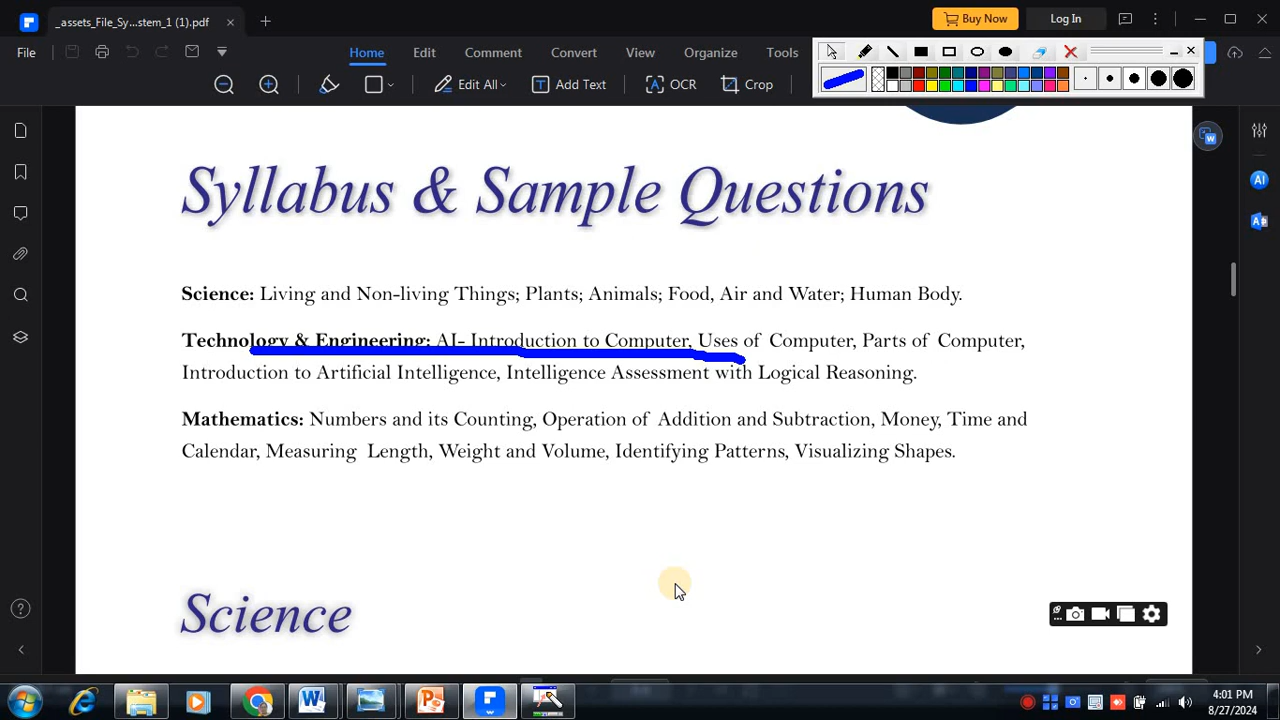 _assets_File_Sy...stem_1 (1).pdf
Buy Now
Log In
File
Home
Edit
Comment
Convert
View
Organize
Tools
Edit All
Add Text
OCR
Crop
Syllabus & Sample Questions
Science: Living and Non-living Things; Plants; Animals; Food, Air and Water; Human Body.
Technology & Engineering: AI- Introduction to Computer, Uses of Computer, Parts of Computer,
Introduction to Artificial Intelligence, Intelligence Assessment with Logical Reasoning.
Mathematics: Numbers and its Counting, Operation of Addition and Subtraction, Money, Time and
Calendar, Measuring Length, Weight and Volume, Identifying Patterns, Visualizing Shapes.
Science
AI
4:01 PM
8/27/2024